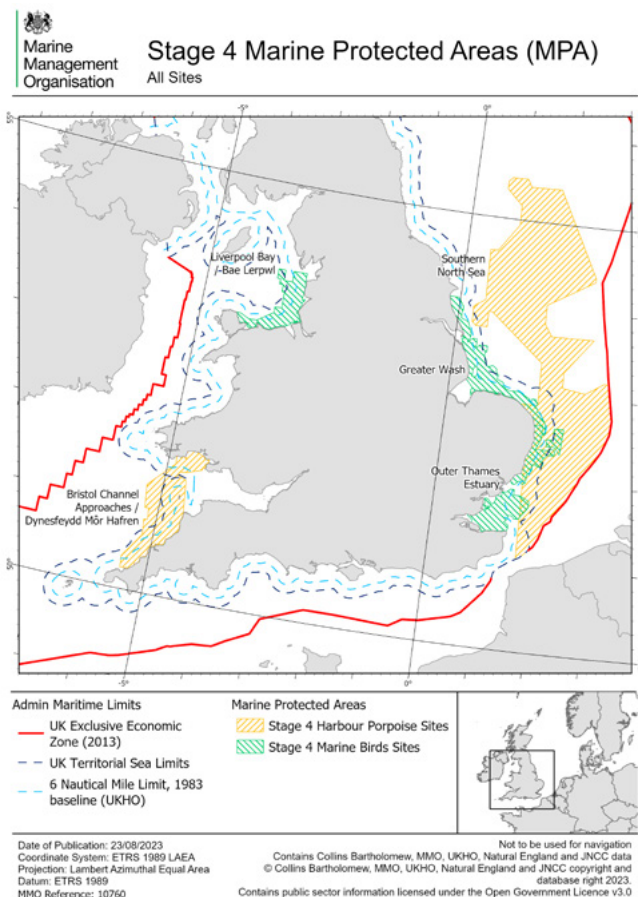 Marine
Management
Organisation
Stage 4 Marine Protected Areas (MPA)
All Sites
-5°
0°
55°
Liverpool Bay
-Bae Lerpwl
Southern
North Sea
Greater Wash
Outer Thames
Estuary
Bristol Channel
Approaches /
Dynesfeydd Môr Hafren
50°
-5°
0°
Admin Maritime Limits
UK Exclusive Economic
Zone (2013)
UK Territorial Sea Limits
6 Nautical Mile Limit, 1983
baseline (UKHO)
Marine Protected Areas
Stage 4 Harbour Porpoise Sites
Stage 4 Marine Birds Sites
Date of Publication: 23/08/2023
Coordinate System: ETRS 1989 LAEA
Projection: Lambert Azimuthal Equal Area
Datum: ETRS 1989
MMO Reference: 10760
Not to be used for navigation
Contains Collins Bartholomew, MMO, UKHO, Natural England and JNCC data
© Collins Bartholomew, MMO, UKHO, Natural England and JNCC copyright and
database right 2023.
Contains public sector information licensed under the Open Government Licence v3.0